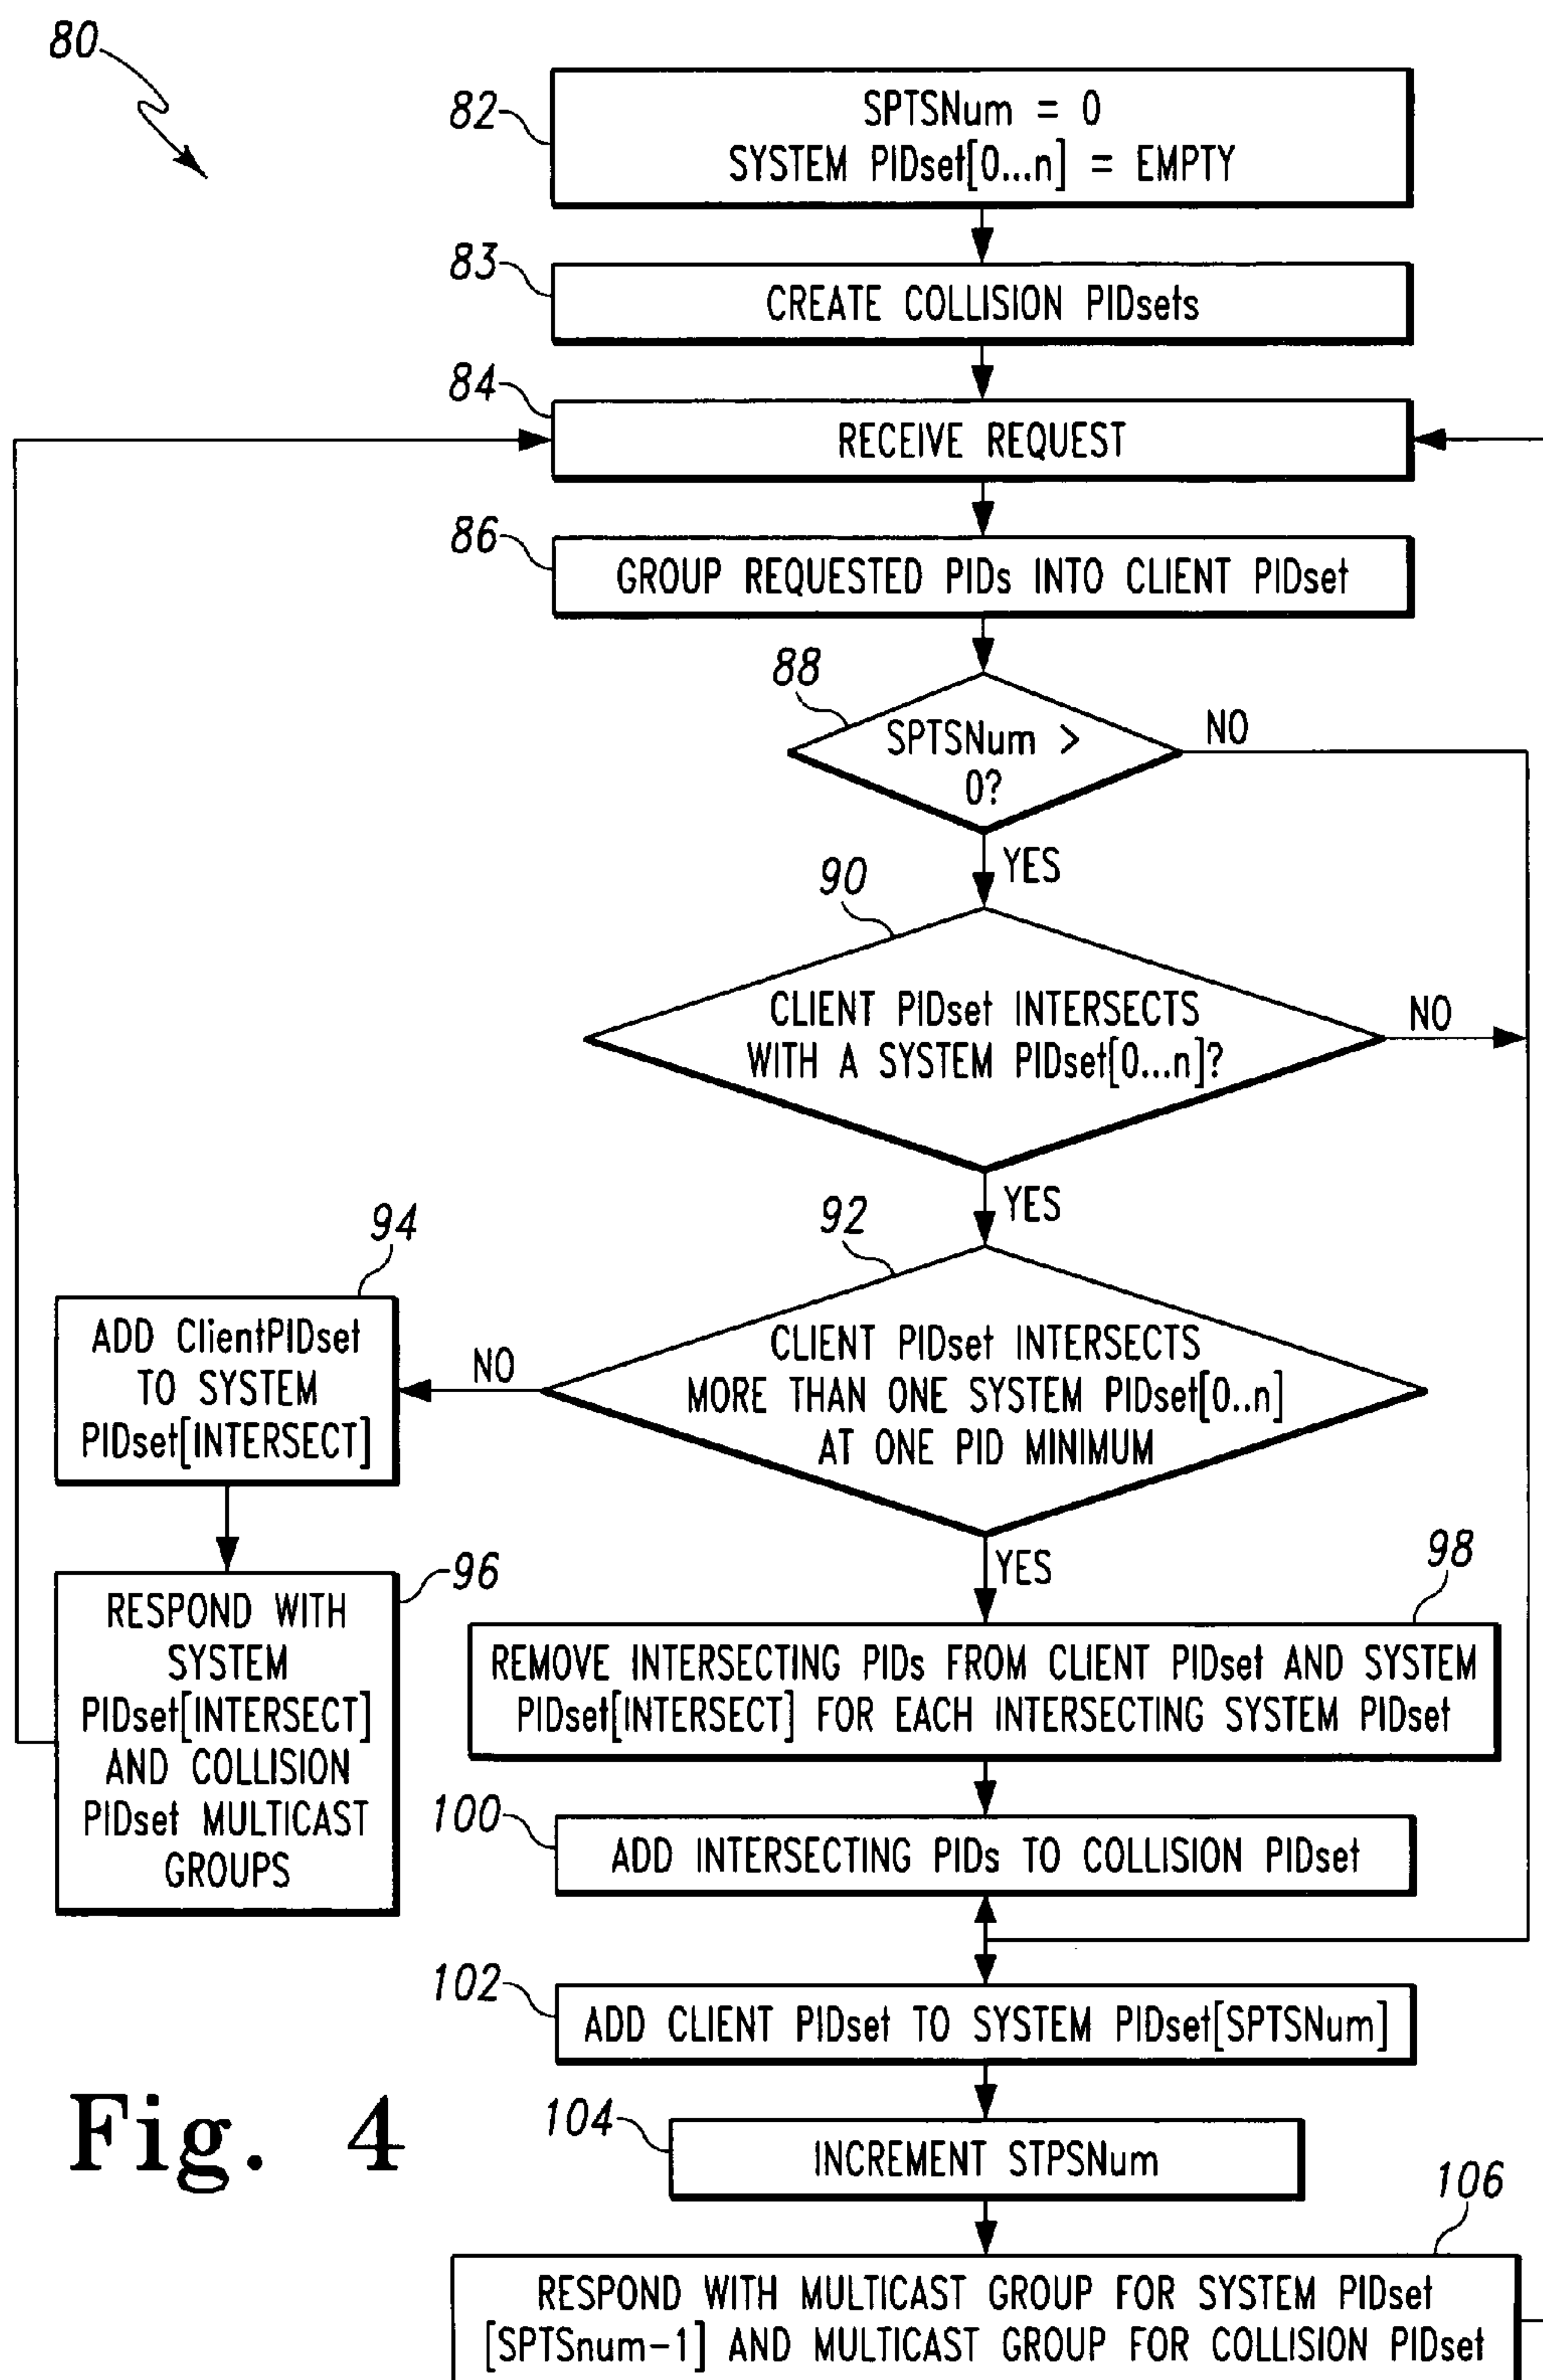 80
82
SPTSNum = 0
SYSTEM PIDset[0...n] = EMPTY
83
CREATE COLLISION PIDsets
84
RECEIVE REQUEST
86
GROUP REQUESTED PIDs INTO CLIENT PIDset
88
SPTSNum >
0?
NO
YES
90
CLIENT PIDset INTERSECTS
WITH A SYSTEM PIDset[0...n]?
NO
YES
92
CLIENT PIDset INTERSECTS
MORE THAN ONE SYSTEM PIDset[0..n]
AT ONE PID MINIMUM
NO
YES
94
ADD ClientPIDset
TO SYSTEM
PIDset[INTERSECT]
96
RESPOND WITH
SYSTEM
PIDset[INTERSECT]
AND COLLISION
PIDset MULTICAST
GROUPS
98
REMOVE INTERSECTING PIDs FROM CLIENT PIDset AND SYSTEM
PIDset[INTERSECT] FOR EACH INTERSECTING SYSTEM PIDset
100
ADD INTERSECTING PIDs TO COLLISION PIDset
102
ADD CLIENT PIDset TO SYSTEM PIDset[SPTSNum]
104
INCREMENT STPSNum
106
RESPOND WITH MULTICAST GROUP FOR SYSTEM PIDset
[SPTSnum-1] AND MULTICAST GROUP FOR COLLISION PIDset
Fig. 4